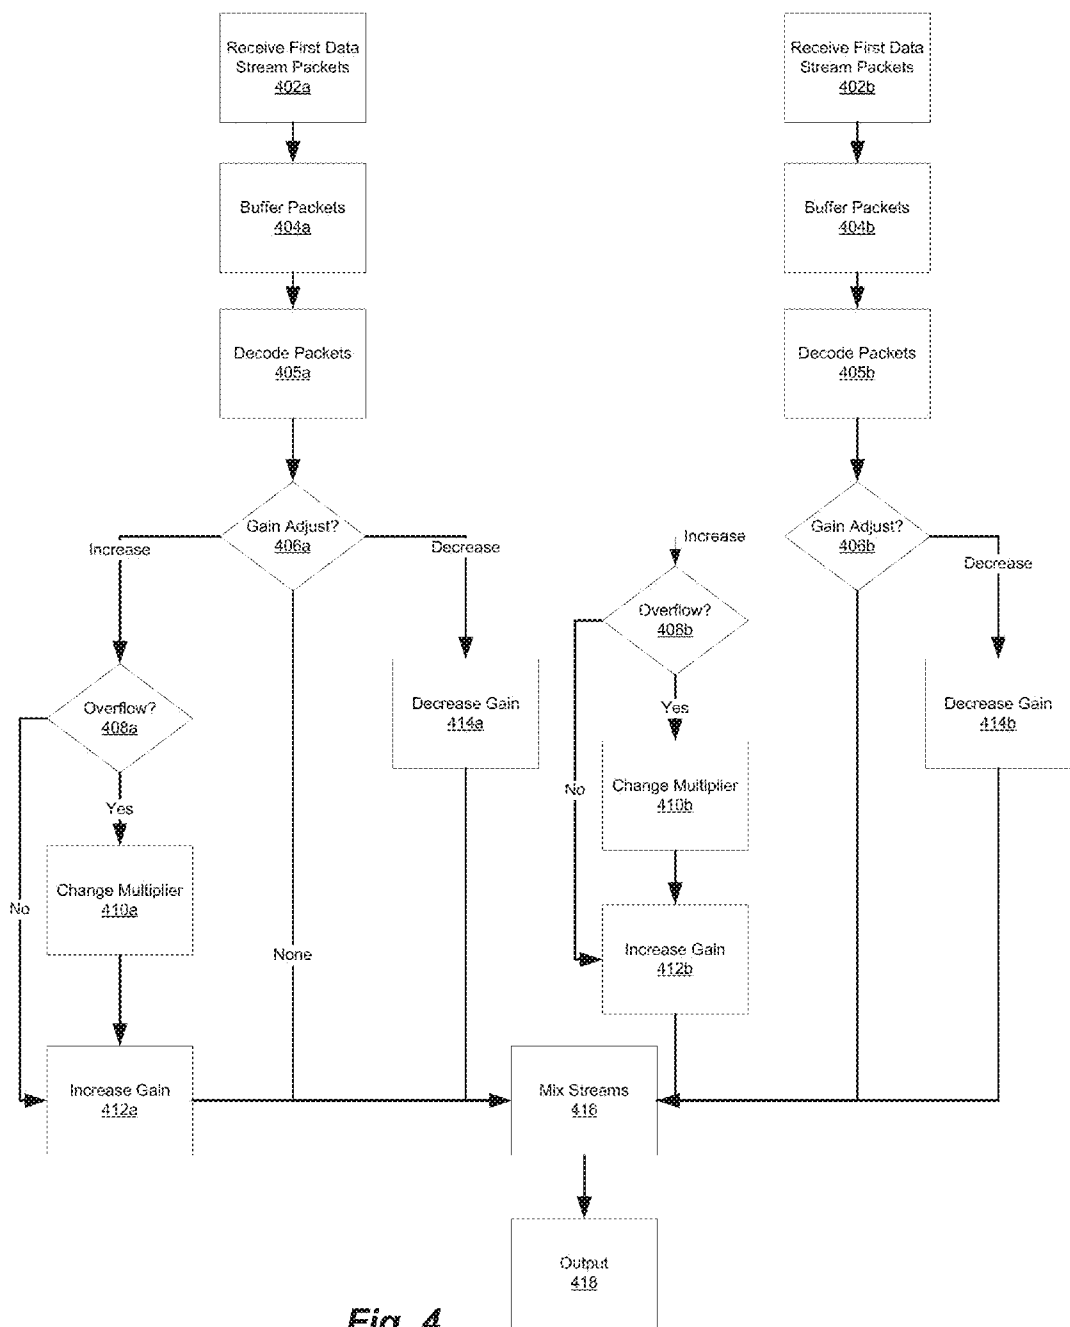 Receive First Data
Stream Packets
402a
Receive First Data
Stream Packets
402b
Buffer Packets
404a
Buffer Packets
404b
Decode Packets
405a
Decode Packets
405b
Gain Adjust?
406a
Gain Adjust?
406b
Increase
Decrease
Increase
Decrease
Overflow?
408a
Decrease Gain
414a
Overflow?
408b
Decrease Gain
414b
Yes
Yes
No
Change Multiplier
410a
Change Multiplier
410b
No
None
Increase Gain
412b
Increase Gain
412a
Mix Streams
416
Output
418
Fig. 4